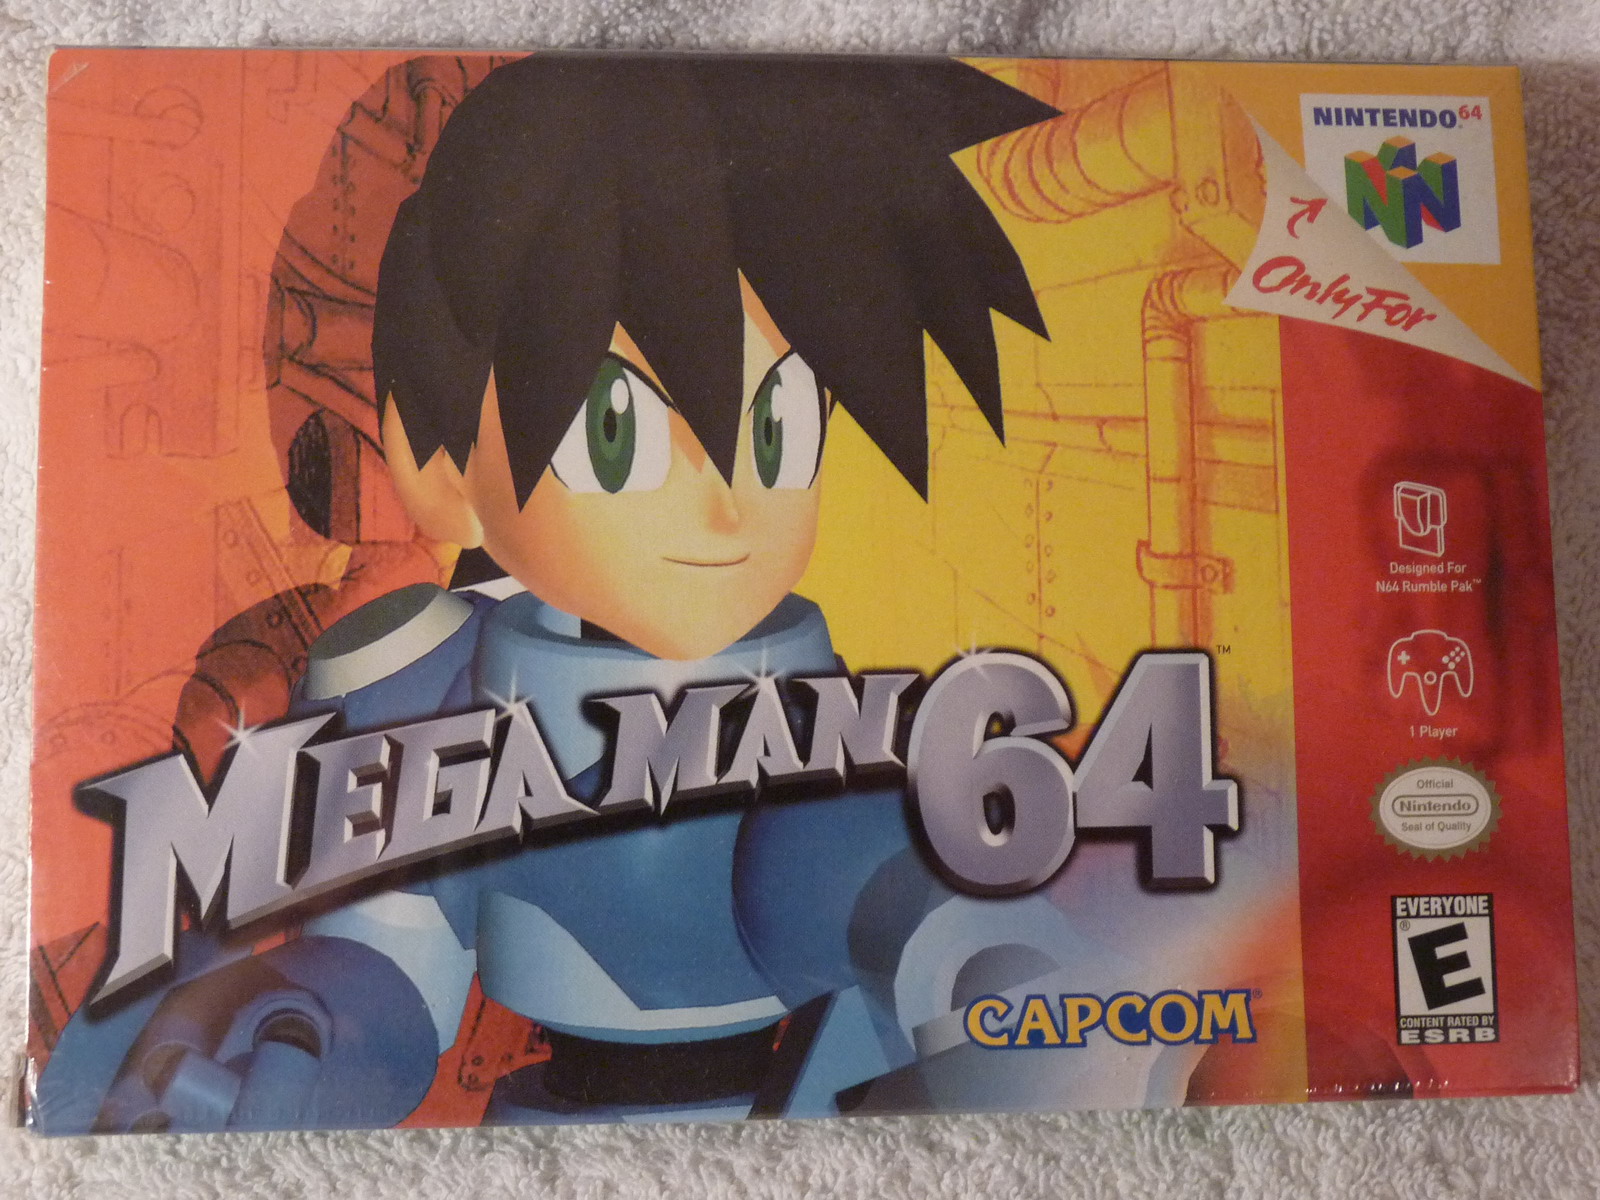 NINTENDO64
Only For
Designed For
N64 Rumble Pak™
MEGA MAN 64™
1 Player
Official
Nintendo
Seal of Quality
EVERYONE
E®
CONTENT RATED BY
ESRB
CAPCOM®